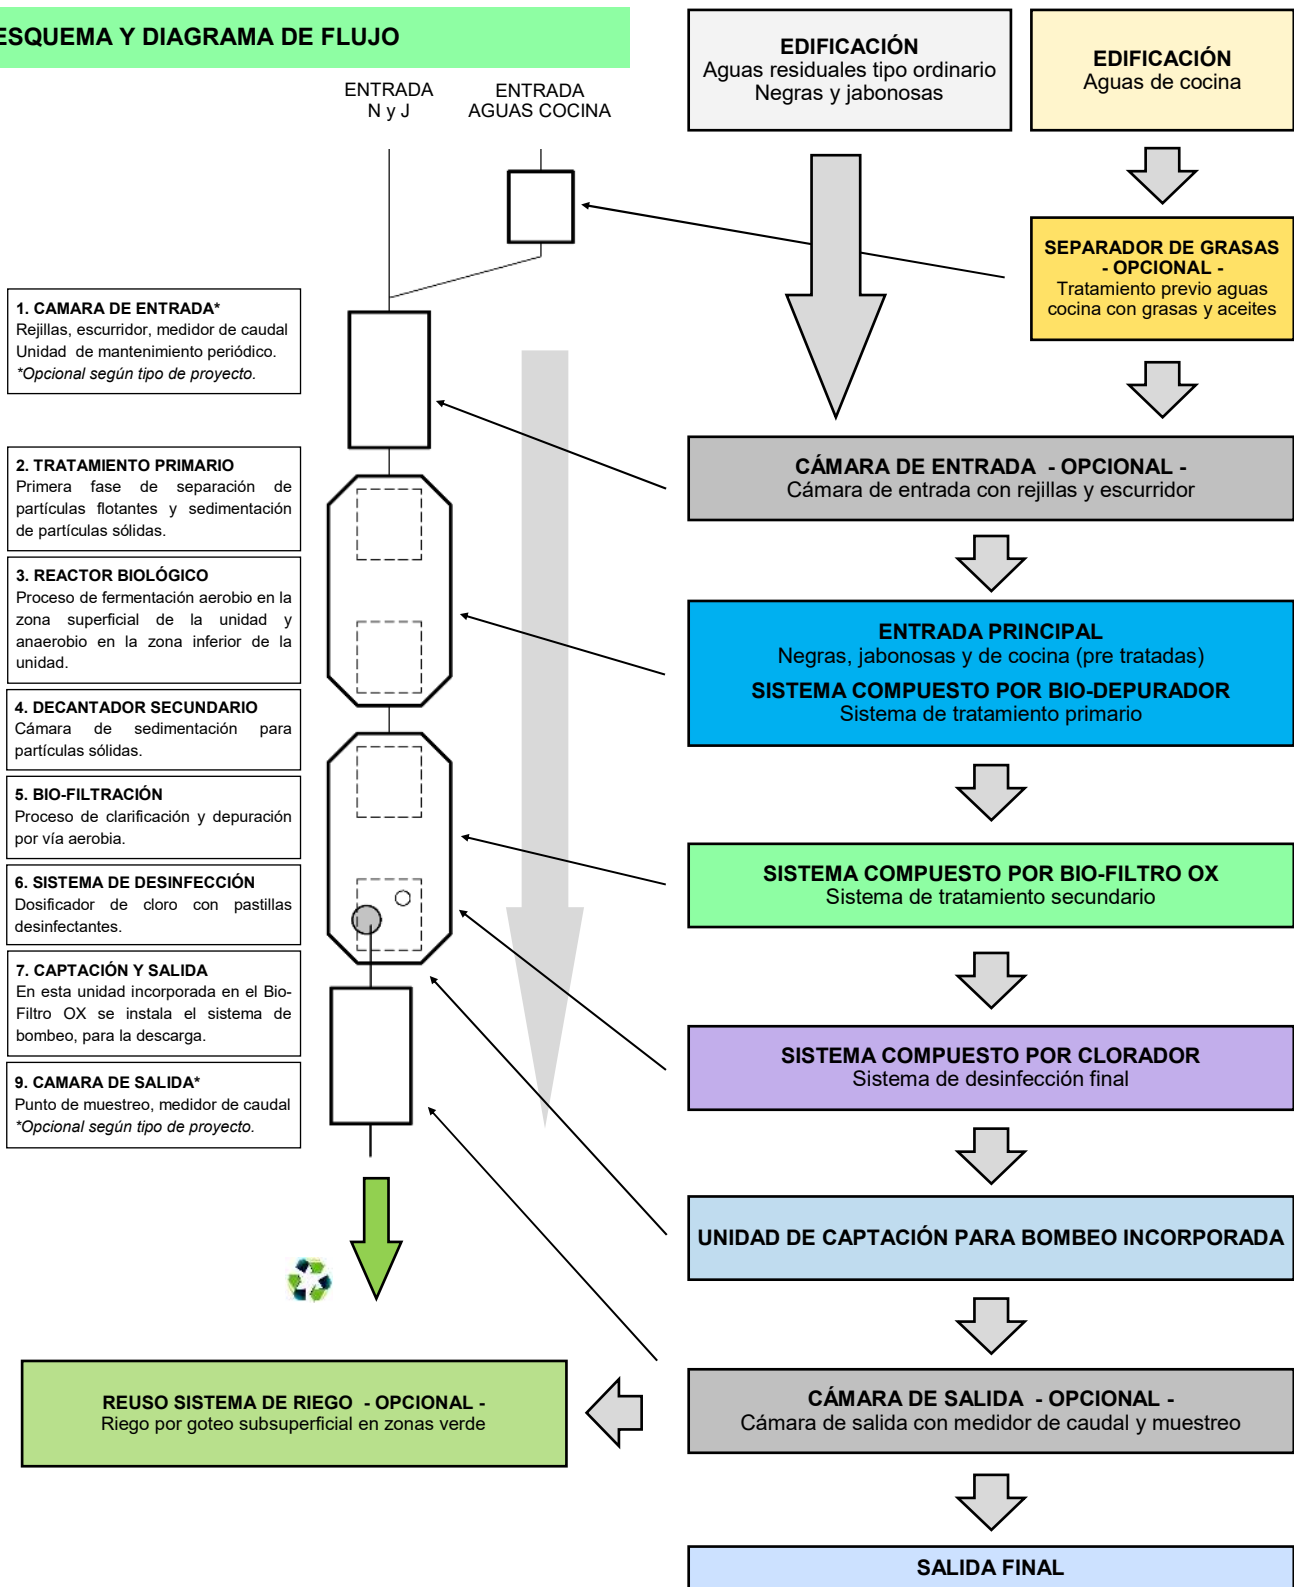 ESQUEMA Y DIAGRAMA DE FLUJO
ENTRADA
N y J
ENTRADA
AGUAS COCINA
1. CAMARA DE ENTRADA*
Rejillas, escurridor, medidor de caudal
Unidad de mantenimiento periódico.
*Opcional según tipo de proyecto.
2. TRATAMIENTO PRIMARIO
Primera fase de separación de
partículas flotantes y sedimentación
de partículas sólidas.
3. REACTOR BIOLÓGICO
Proceso de fermentación aerobio en la
zona superficial de la unidad y
anaerobio en la zona inferior de la
unidad.
4. DECANTADOR SECUNDARIO
Cámara de sedimentación para
partículas sólidas.
5. BIO-FILTRACIÓN
Proceso de clarificación y depuración
por vía aerobia.
6. SISTEMA DE DESINFECCIÓN
Dosificador de cloro con pastillas
desinfectantes.
7. CAPTACIÓN Y SALIDA
En esta unidad incorporada en el Bio-
Filtro OX se instala el sistema de
bombeo, para la descarga.
9. CAMARA DE SALIDA*
Punto de muestreo, medidor de caudal
*Opcional según tipo de proyecto.
EDIFICACIÓN
Aguas residuales tipo ordinario
Negras y jabonosas
EDIFICACIÓN
Aguas de cocina
SEPARADOR DE GRASAS
- OPCIONAL -
Tratamiento previo aguas
cocina con grasas y aceites
CÁMARA DE ENTRADA - OPCIONAL -
Cámara de entrada con rejillas y escurridor
ENTRADA PRINCIPAL
Negras, jabonosas y de cocina (pre tratadas)
SISTEMA COMPUESTO POR BIO-DEPURADOR
Sistema de tratamiento primario
SISTEMA COMPUESTO POR BIO-FILTRO OX
Sistema de tratamiento secundario
SISTEMA COMPUESTO POR CLORADOR
Sistema de desinfección final
UNIDAD DE CAPTACIÓN PARA BOMBEO INCORPORADA
CÁMARA DE SALIDA - OPCIONAL -
Cámara de salida con medidor de caudal y muestreo
REUSO SISTEMA DE RIEGO - OPCIONAL -
Riego por goteo subsuperficial en zonas verde
SALIDA FINAL